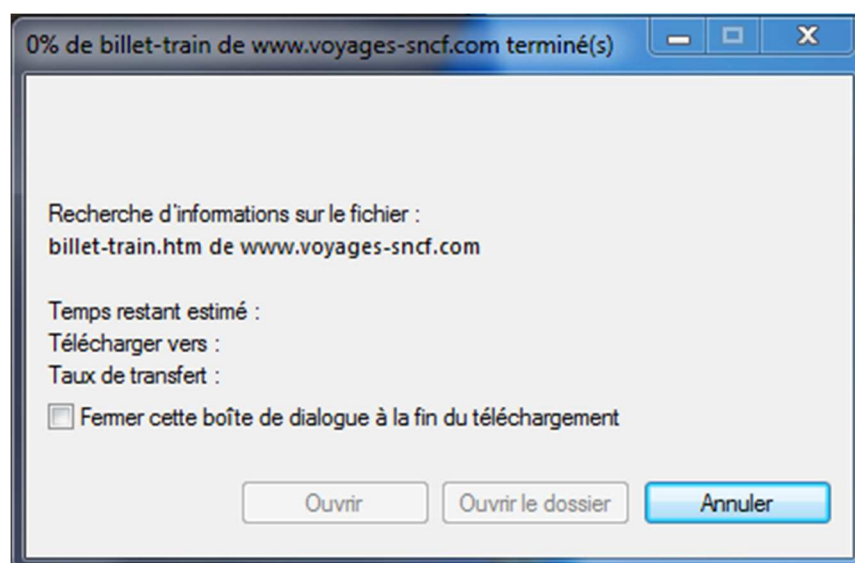 0% de billet-train de www.voyages-sncf.com terminé(s)
Recherche d'informations sur le fichier :
billet-train.htm de www.voyages-sncf.com
Temps restant estimé :
Télécharger vers :
Taux de transfert :
Fermer cette boîte de dialogue à la fin du téléchargement
Ouvrir Ouvrir le dossier Annuler